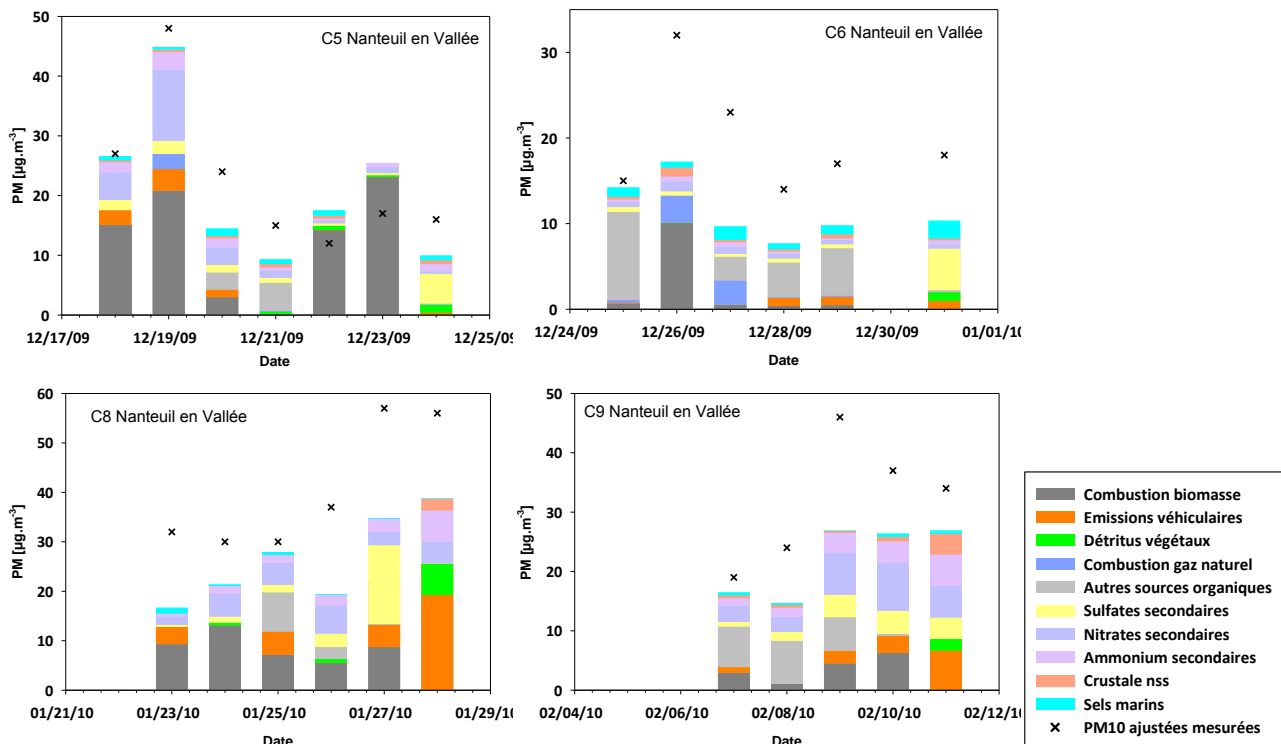 C5 Nanteuil en Vallée
50
40
30
20
10
0
PM [µg.m-3]
12/17/09 12/19/09 12/21/09 12/23/09 12/25/09
Date
C6 Nanteuil en Vallée
30
20
10
0
PM [µg.m-3]
12/24/09 12/26/09 12/28/09 12/30/09 01/01/10
Date
C8 Nanteuil en Vallée
60
50
40
30
20
10
0
PM [µg.m-3]
01/21/10 01/23/10 01/25/10 01/27/10 01/29/10
Date
C9 Nanteuil en Vallée
50
40
30
20
10
0
PM [µg.m-3]
02/04/10 02/06/10 02/08/10 02/10/10 02/12/10
Date
Combustion biomasse
Emissions véhiculaires
Détritus végétaux
Combustion gaz naturel
Autres sources organiques
Sulfates secondaires
Nitrates secondaires
Ammonium secondaires
Crustale nss
Sels marins
PM10 ajustées mesurées